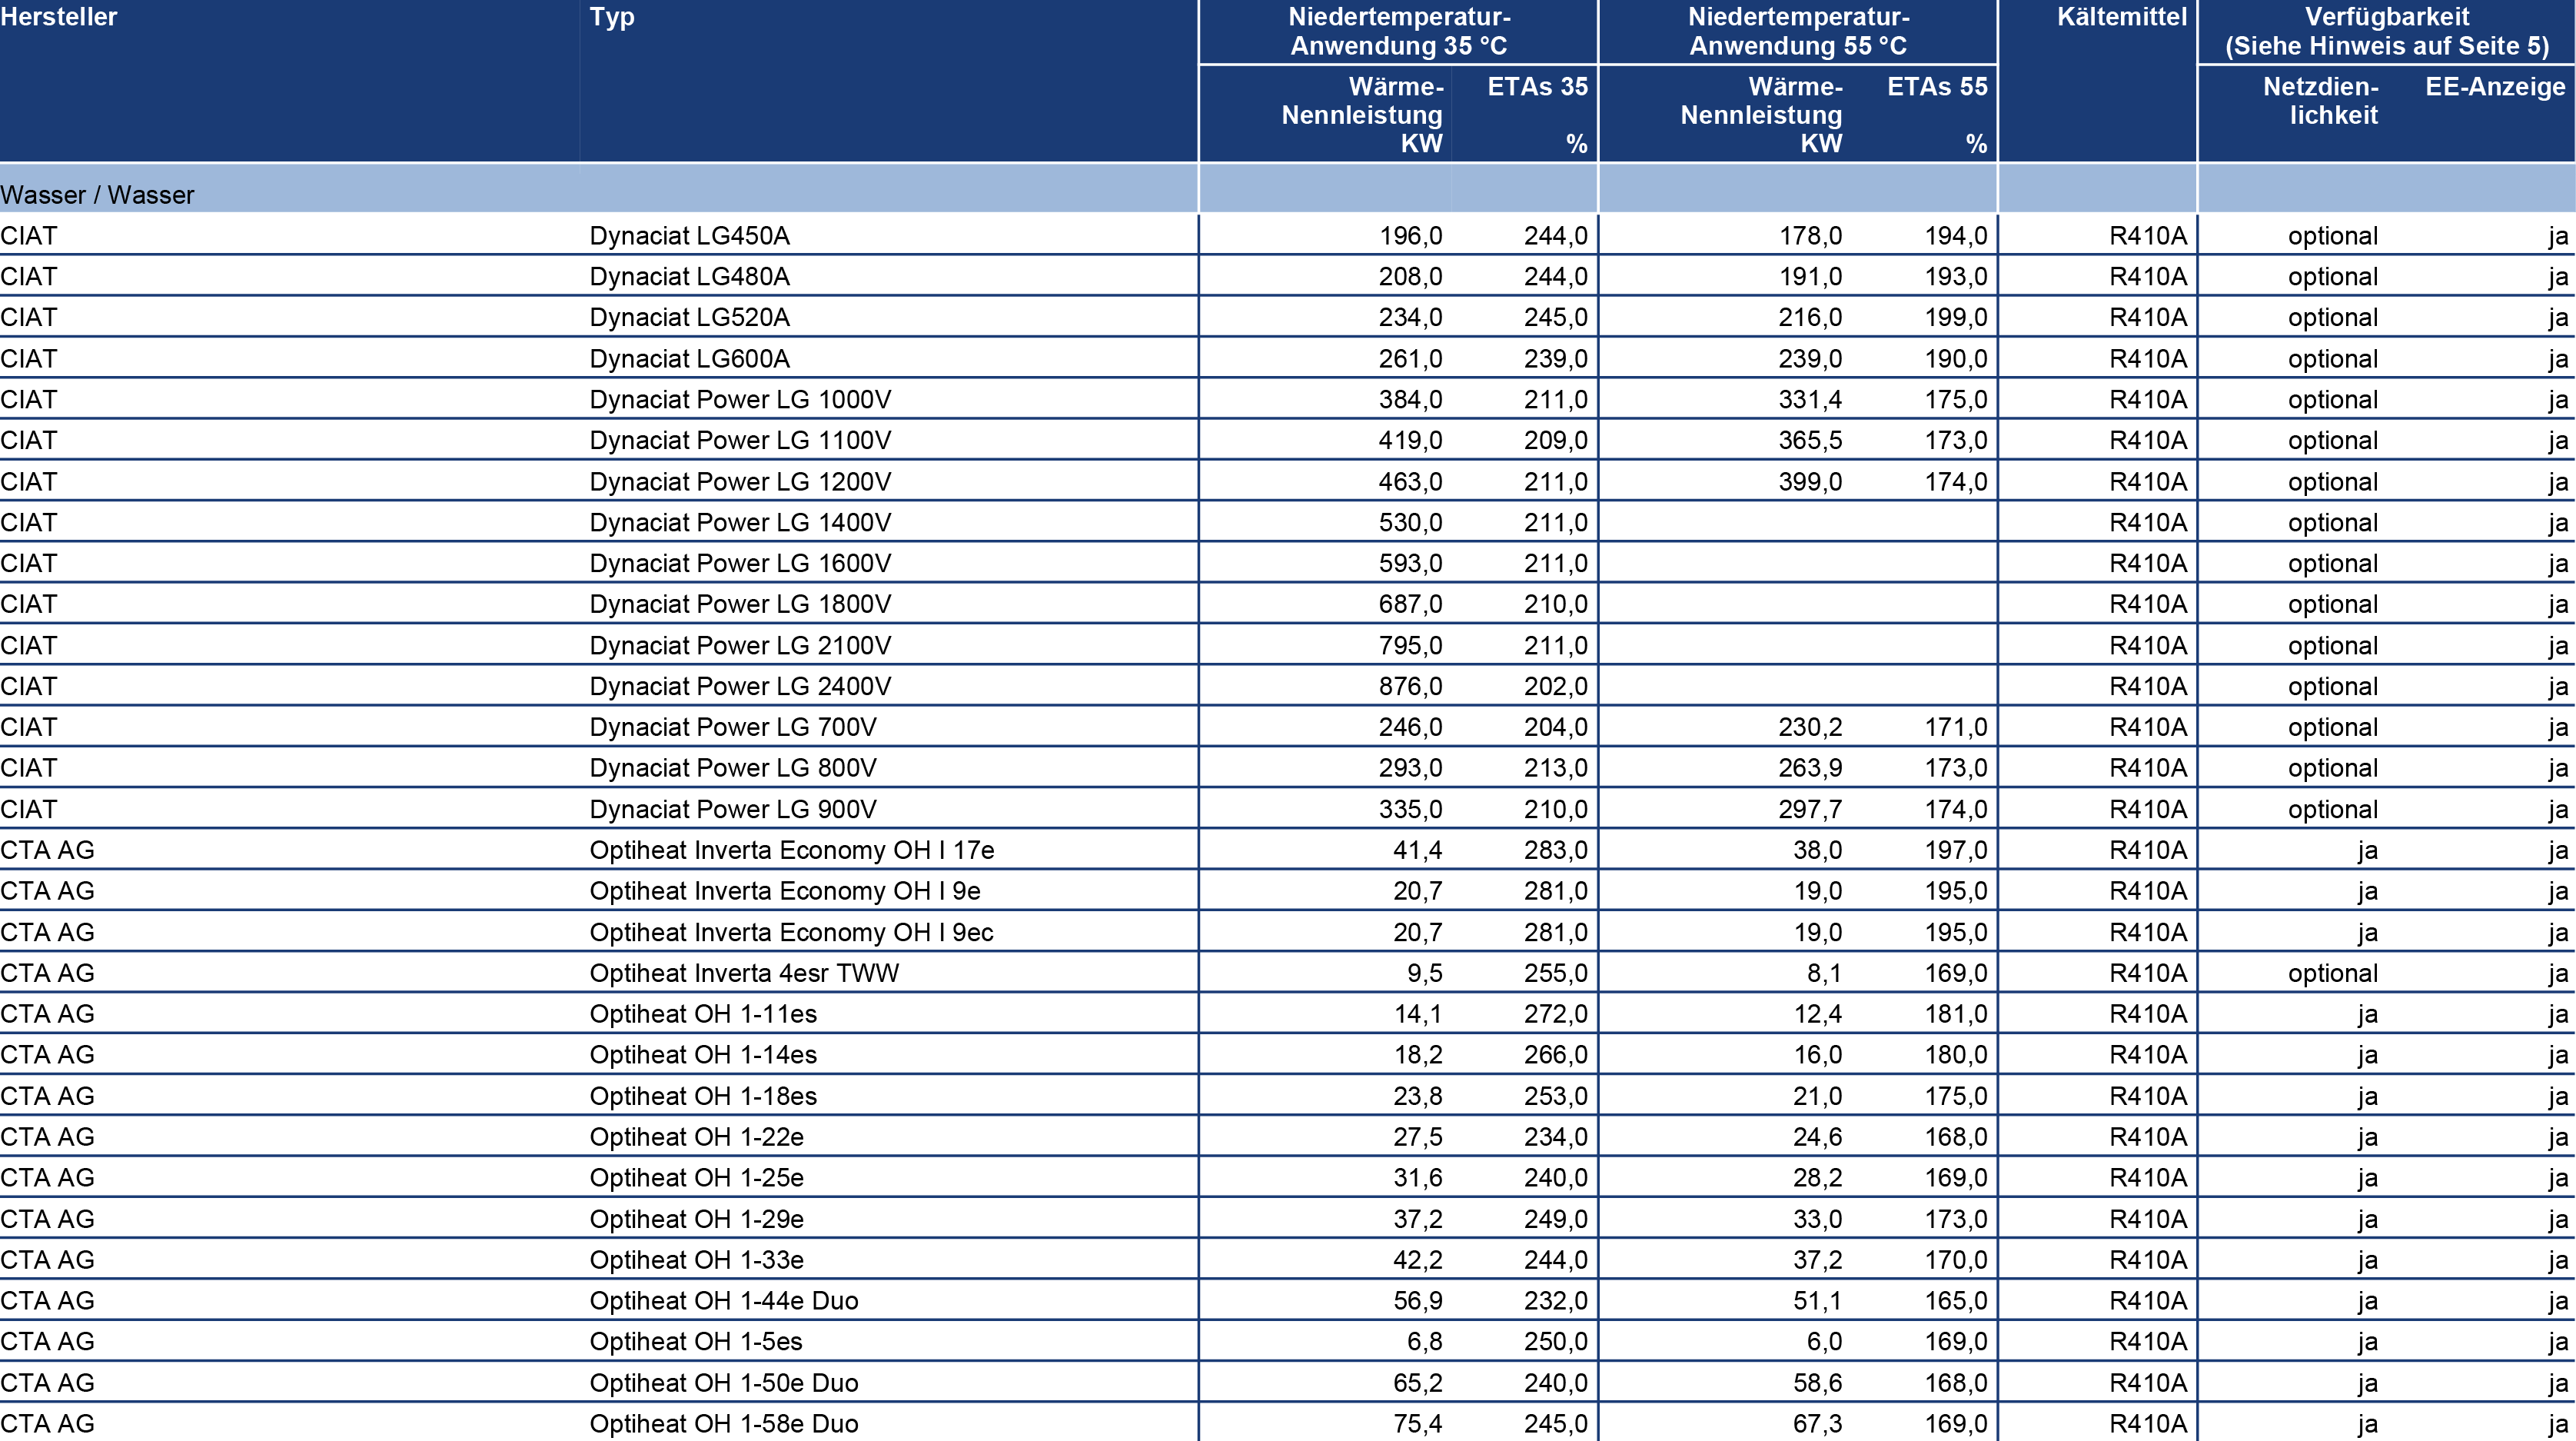 Hersteller Typ Niedertemperatur- Niedertemperatur- Kältemittel Verfügbarkeit
Anwendung 35 °C Anwendung 55 °C (Siehe Hinweis auf Seite 5)
Wärme- ETAs 35 Wärme- ETAs 55 Netzdien- EE-Anzeige
Nennleistung Nennleistung lichkeit
KW % KW %
Wasser / Wasser
CIAT Dynaciat LG450A 196,0 244,0 178,0 194,0 R410A optional ja
CIAT Dynaciat LG480A 208,0 244,0 191,0 193,0 R410A optional ja
CIAT Dynaciat LG520A 234,0 245,0 216,0 199,0 R410A optional ja
CIAT Dynaciat LG600A 261,0 239,0 239,0 190,0 R410A optional ja
CIAT Dynaciat Power LG 1000V 384,0 211,0 331,4 175,0 R410A optional ja
CIAT Dynaciat Power LG 1100V 419,0 209,0 365,5 173,0 R410A optional ja
CIAT Dynaciat Power LG 1200V 463,0 211,0 399,0 174,0 R410A optional ja
CIAT Dynaciat Power LG 1400V 530,0 211,0 R410A optional ja
CIAT Dynaciat Power LG 1600V 593,0 211,0 R410A optional ja
CIAT Dynaciat Power LG 1800V 687,0 210,0 R410A optional ja
CIAT Dynaciat Power LG 2100V 795,0 211,0 R410A optional ja
CIAT Dynaciat Power LG 2400V 876,0 202,0 R410A optional ja
CIAT Dynaciat Power LG 700V 246,0 204,0 230,2 171,0 R410A optional ja
CIAT Dynaciat Power LG 800V 293,0 213,0 263,9 173,0 R410A optional ja
CIAT Dynaciat Power LG 900V 335,0 210,0 297,7 174,0 R410A optional ja
CTA AG Optiheat Inverta Economy OH I 17e 41,4 283,0 38,0 197,0 R410A ja ja
CTA AG Optiheat Inverta Economy OH I 9e 20,7 281,0 19,0 195,0 R410A ja ja
CTA AG Optiheat Inverta Economy OH I 9ec 20,7 281,0 19,0 195,0 R410A ja ja
CTA AG Optiheat Inverta 4esr TWW 9,5 255,0 8,1 169,0 R410A optional ja
CTA AG Optiheat OH 1-11es 14,1 272,0 12,4 181,0 R410A ja ja
CTA AG Optiheat OH 1-14es 18,2 266,0 16,0 180,0 R410A ja ja
CTA AG Optiheat OH 1-18es 23,8 253,0 21,0 175,0 R410A ja ja
CTA AG Optiheat OH 1-22e 27,5 234,0 24,6 168,0 R410A ja ja
CTA AG Optiheat OH 1-25e 31,6 240,0 28,2 169,0 R410A ja ja
CTA AG Optiheat OH 1-29e 37,2 249,0 33,0 173,0 R410A ja ja
CTA AG Optiheat OH 1-33e 42,2 244,0 37,2 170,0 R410A ja ja
CTA AG Optiheat OH 1-44e Duo 56,9 232,0 51,1 165,0 R410A ja ja
CTA AG Optiheat OH 1-5es 6,8 250,0 6,0 169,0 R410A ja ja
CTA AG Optiheat OH 1-50e Duo 65,2 240,0 58,6 168,0 R410A ja ja
CTA AG Optiheat OH 1-58e Duo 75,4 245,0 67,3 169,0 R410A ja ja